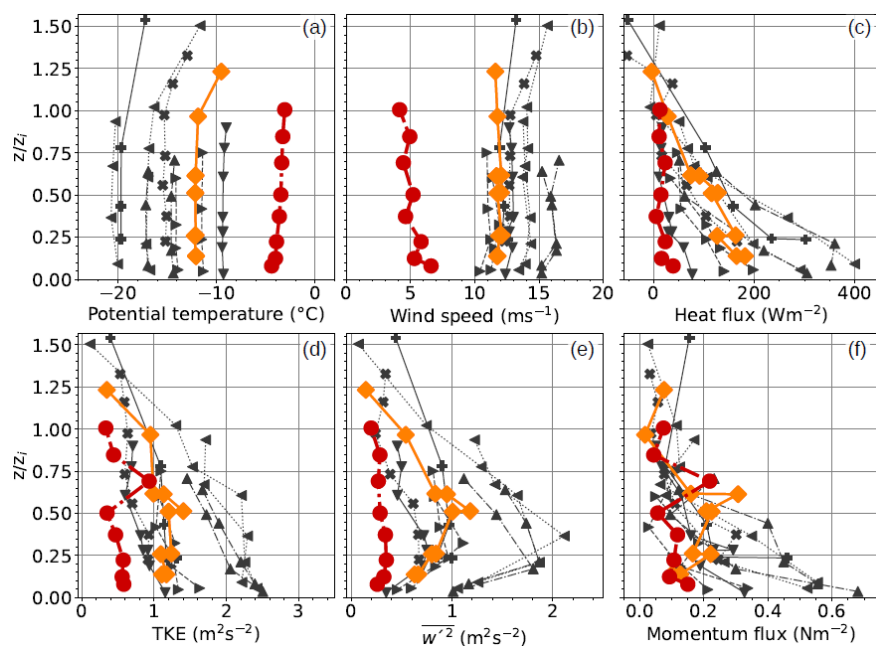 (a) (b) (c)
1.50
1.25
1.00
0.75
0.50
0.25
0.00
z/z_i
−20 −10 0 0 5 10 15 20 0 200 400
Potential temperature (°C) Wind speed (ms⁻¹) Heat flux (Wm⁻²)
(d) (e) (f)
1.50
1.25
1.00
0.75
0.50
0.25
0.00
z/z_i
0 1 2 3 0 1 2 0.0 0.2 0.4 0.6
TKE (m²s⁻²) w′² (m²s⁻²) Momentum flux (Nm⁻²)